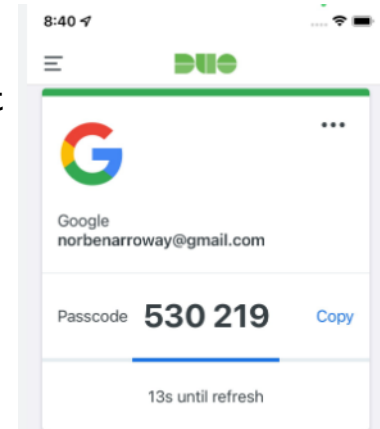 8:40
t
DUO
Google
norbenarroway@gmail.com
Passcode 530 219 Copy
13s until refresh